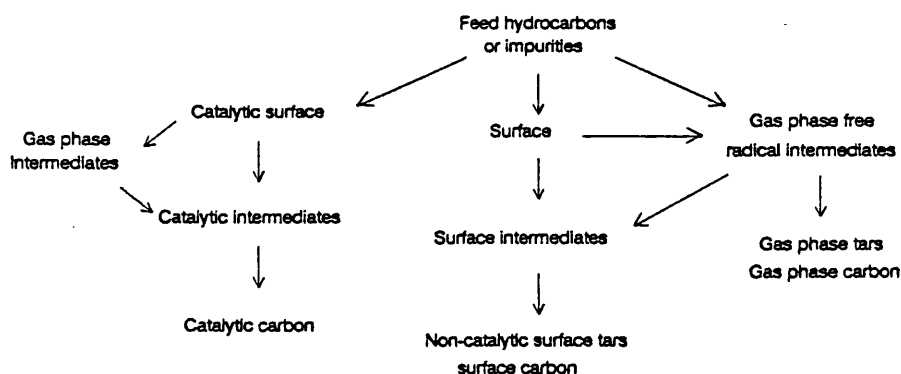 Feed hydrocarbons
or impurities
Catalytic surface
Surface
Gas phase free
radical intermediates
Gas phase
Intermediates
Catalytic intermediates
Surface intermediates
Gas phase tars
Gas phase carbon
Catalytic carbon
Non-catalytic surface tars
surface carbon